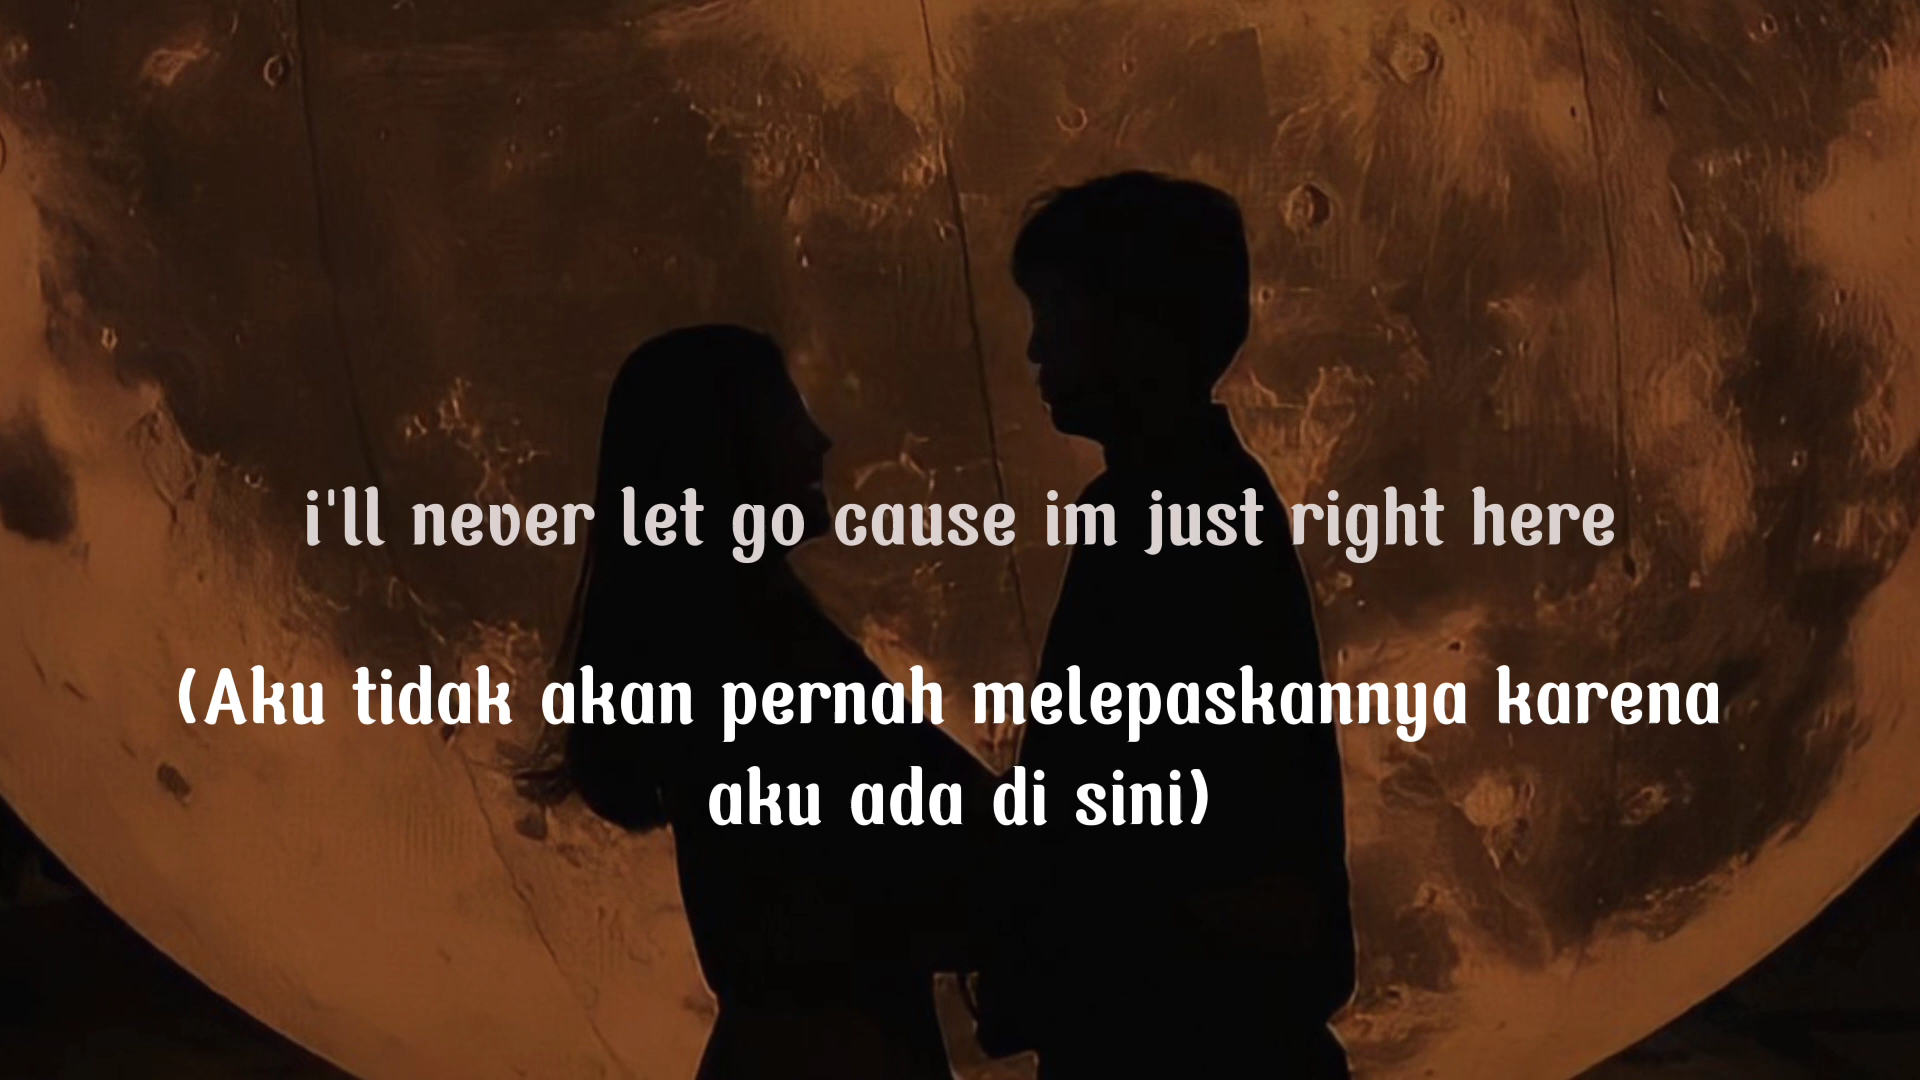 i'll never let go cause im just right here
(Aku tidak akan pernah melepaskannya karena
aku ada di sini)